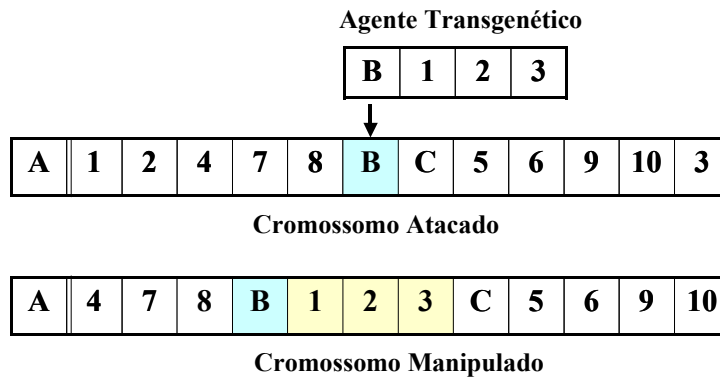 Agente Transgenético
B 1 2 3
A 1 2 4 7 8 B C 5 6 9 10 3
Cromossomo Atacado
A 4 7 8 B 1 2 3 C 5 6 9 10
Cromossomo Manipulado